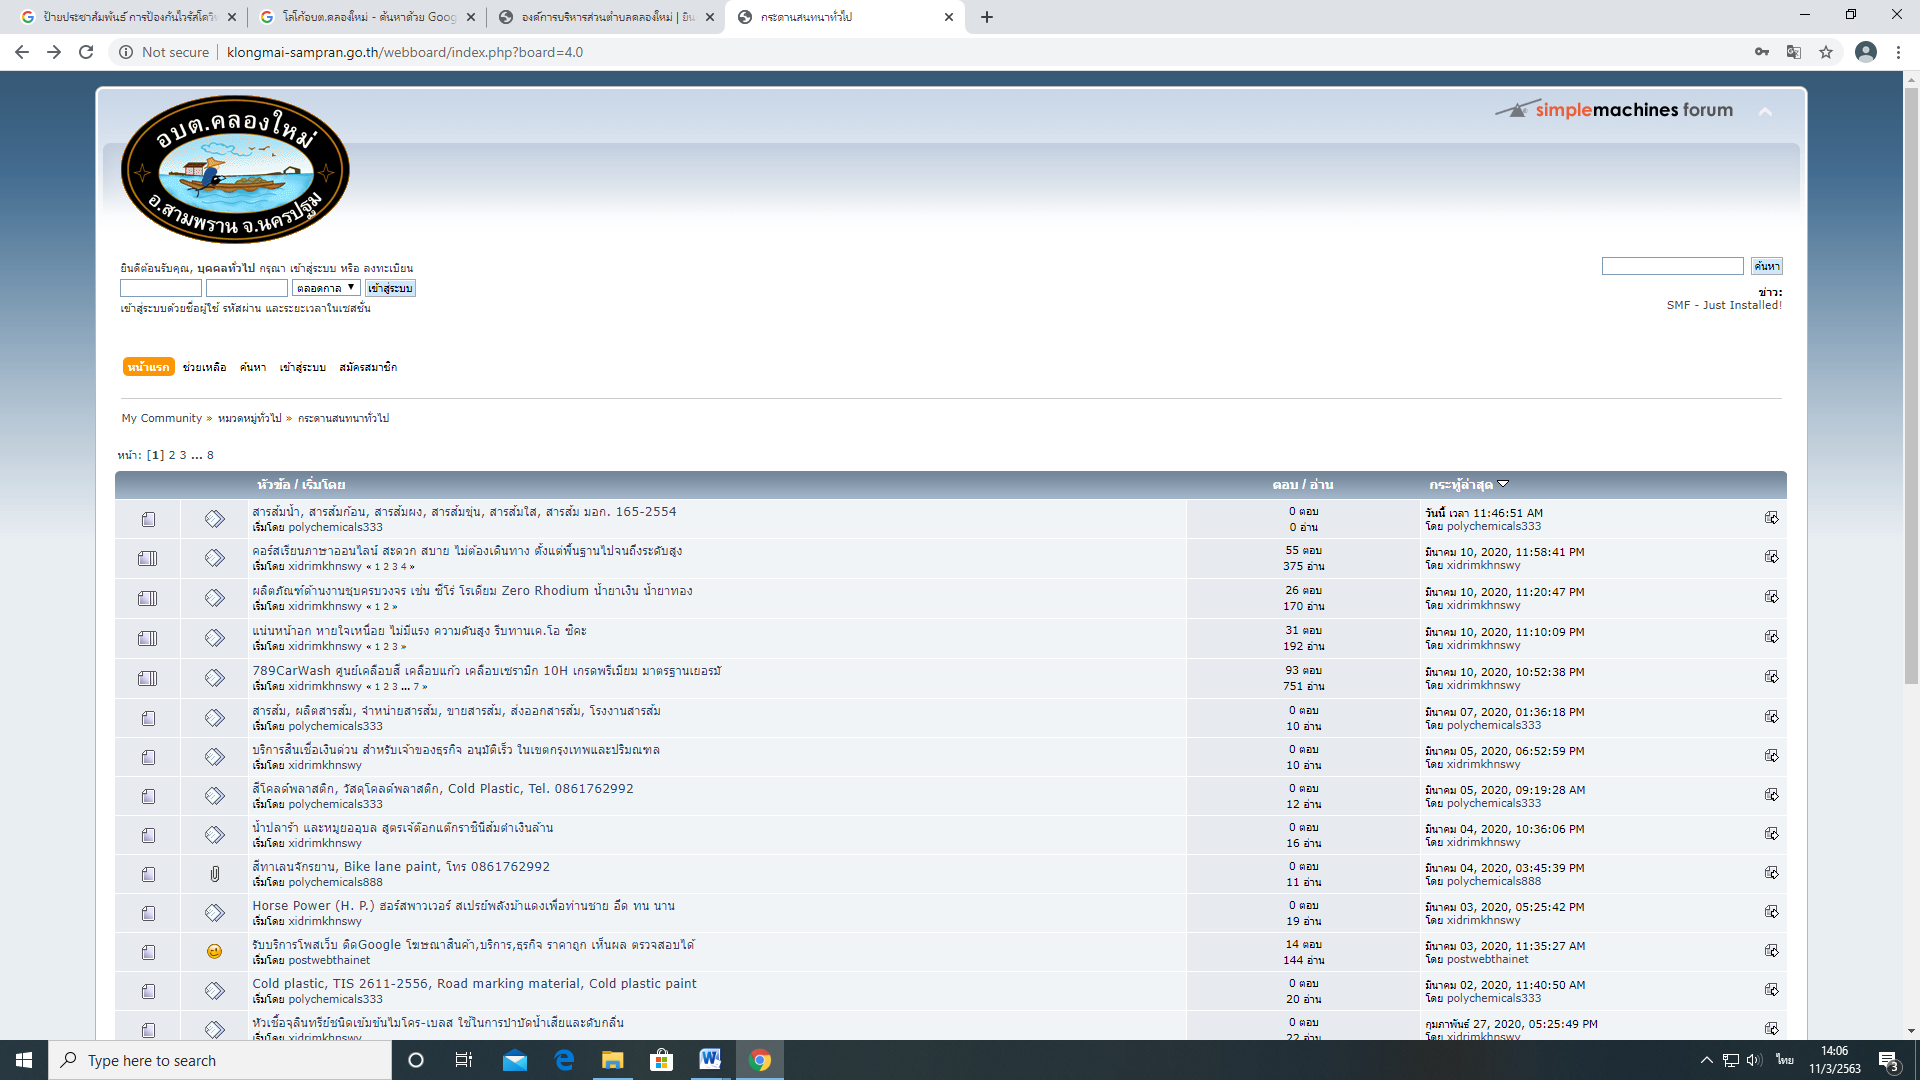 ป้ายประชาสัมพันธ์ การป้องกันไวรัสโควิ
โลโก้อบต.คลองใหม่ - ค้นหาด้วย Goog
องค์การบริหารส่วนตำบลคลองใหม่ | ยิน
กระดานสนทนาทั่วไป
Not secure
klongmai-sampran.go.th/webboard/index.php?board=4.0
อบต.คลองใหม่
อ.สามพราน จ.นครปฐม
simplemachines forum
ยินดีต้อนรับคุณ, บุคคลทั่วไป กรุณา เข้าสู่ระบบ หรือ ลงทะเบียน
ค้นหา
ตลอดกาล
เข้าสู่ระบบ
ข่าว:
SMF - Just Installed!
เข้าสู่ระบบด้วยชื่อผู้ใช้ รหัสผ่าน และระยะเวลาในเซสชั่น
หน้าแรก ช่วยเหลือ ค้นหา เข้าสู่ระบบ สมัครสมาชิก
My Community » หมวดหมู่ทั่วไป » กระดานสนทนาทั่วไป
หน้า: [1] 2 3 ... 8
หัวข้อ / เริ่มโดย ตอบ / อ่าน กระทู้ล่าสุด
สารส้มน้ำ, สารส้มก้อน, สารส้มผง, สารส้มขุ่น, สารส้มใส, สารส้ม มอก. 165-2554
เริ่มโดย polychemicals333
0 ตอบ
0 อ่าน
วันนี้ เวลา 11:46:51 AM
โดย polychemicals333
คอร์สเรียนภาษาออนไลน์ สะดวก สบาย ไม่ต้องเดินทาง ตั้งแต่พื้นฐานไปจนถึงระดับสูง
เริ่มโดย xidrimkhnswy « 1 2 3 4 »
55 ตอบ
375 อ่าน
มีนาคม 10, 2020, 11:58:41 PM
โดย xidrimkhnswy
ผลิตภัณฑ์ด้านงานชุบครบวงจร เช่น ซีโร่ โรเดียม Zero Rhodium น้ำยาเงิน น้ำยาทอง
เริ่มโดย xidrimkhnswy « 1 2 »
26 ตอบ
170 อ่าน
มีนาคม 10, 2020, 11:20:47 PM
โดย xidrimkhnswy
แน่นหน้าอก หายใจเหนื่อย ไม่มีแรง ความดันสูง รีบทานเค.โอ ซิคะ
เริ่มโดย xidrimkhnswy « 1 2 3 »
31 ตอบ
192 อ่าน
มีนาคม 10, 2020, 11:10:09 PM
โดย xidrimkhnswy
789CarWash ศูนย์เคลือบสี เคลือบแก้ว เคลือบเซรามิก 10H เกรดพรีเมียม มาตรฐานเยอรมั
เริ่มโดย xidrimkhnswy « 1 2 3 ... 7 »
93 ตอบ
751 อ่าน
มีนาคม 10, 2020, 10:52:38 PM
โดย xidrimkhnswy
สารส้ม, ผลิตสารส้ม, จำหน่ายสารส้ม, ขายสารส้ม, ส่งออกสารส้ม, โรงงานสารส้ม
เริ่มโดย polychemicals333
0 ตอบ
10 อ่าน
มีนาคม 07, 2020, 01:36:18 PM
โดย polychemicals333
บริการสินเชื่อเงินด่วน สำหรับเจ้าของธุรกิจ อนุมัติเร็ว ในเขตกรุงเทพและปริมณฑล
เริ่มโดย xidrimkhnswy
0 ตอบ
10 อ่าน
มีนาคม 05, 2020, 06:52:59 PM
โดย xidrimkhnswy
สีโคลด์พลาสติก, วัสดุโคลด์พลาสติก, Cold Plastic, Tel. 0861762992
เริ่มโดย polychemicals333
0 ตอบ
12 อ่าน
มีนาคม 05, 2020, 09:19:28 AM
โดย polychemicals333
น้ำปลาร้า และหมูยออุบล สูตรเจ๊ต๊อกแต๊กราชินีส้มตำเงินล้าน
เริ่มโดย xidrimkhnswy
0 ตอบ
16 อ่าน
มีนาคม 04, 2020, 10:36:06 PM
โดย xidrimkhnswy
สีทาเลนจักรยาน, Bike lane paint, โทร 0861762992
เริ่มโดย polychemicals888
0 ตอบ
11 อ่าน
มีนาคม 04, 2020, 03:45:39 PM
โดย polychemicals888
Horse Power (H. P.) ฮอร์สพาวเวอร์ สเปรย์พลังม้าแดงเพื่อท่านชาย อึด ทน นาน
เริ่มโดย xidrimkhnswy
0 ตอบ
19 อ่าน
มีนาคม 03, 2020, 05:25:42 PM
โดย xidrimkhnswy
รับบริการโพสเว็บ ติดGoogle โฆษณาสินค้า,บริการ,ธุรกิจ ราคาถูก เห็นผล ตรวจสอบได้
เริ่มโดย postwebthainet
14 ตอบ
144 อ่าน
มีนาคม 03, 2020, 11:35:27 AM
โดย postwebthainet
Cold plastic, TIS 2611-2556, Road marking material, Cold plastic paint
เริ่มโดย polychemicals333
0 ตอบ
20 อ่าน
มีนาคม 02, 2020, 11:40:50 AM
โดย polychemicals333
หัวเชื้อจุลินทรีย์ชนิดเข้มข้นไมโคร-เบลส ใช้ในการบำบัดน้ำเสียและดับกลิ่น
เริ่มโดย xidrimkhnswy
0 ตอบ
22 อ่าน
กุมภาพันธ์ 27, 2020, 05:25:49 PM
โดย xidrimkhnswy
Type here to search
ไทย
14:06
11/3/2563
3